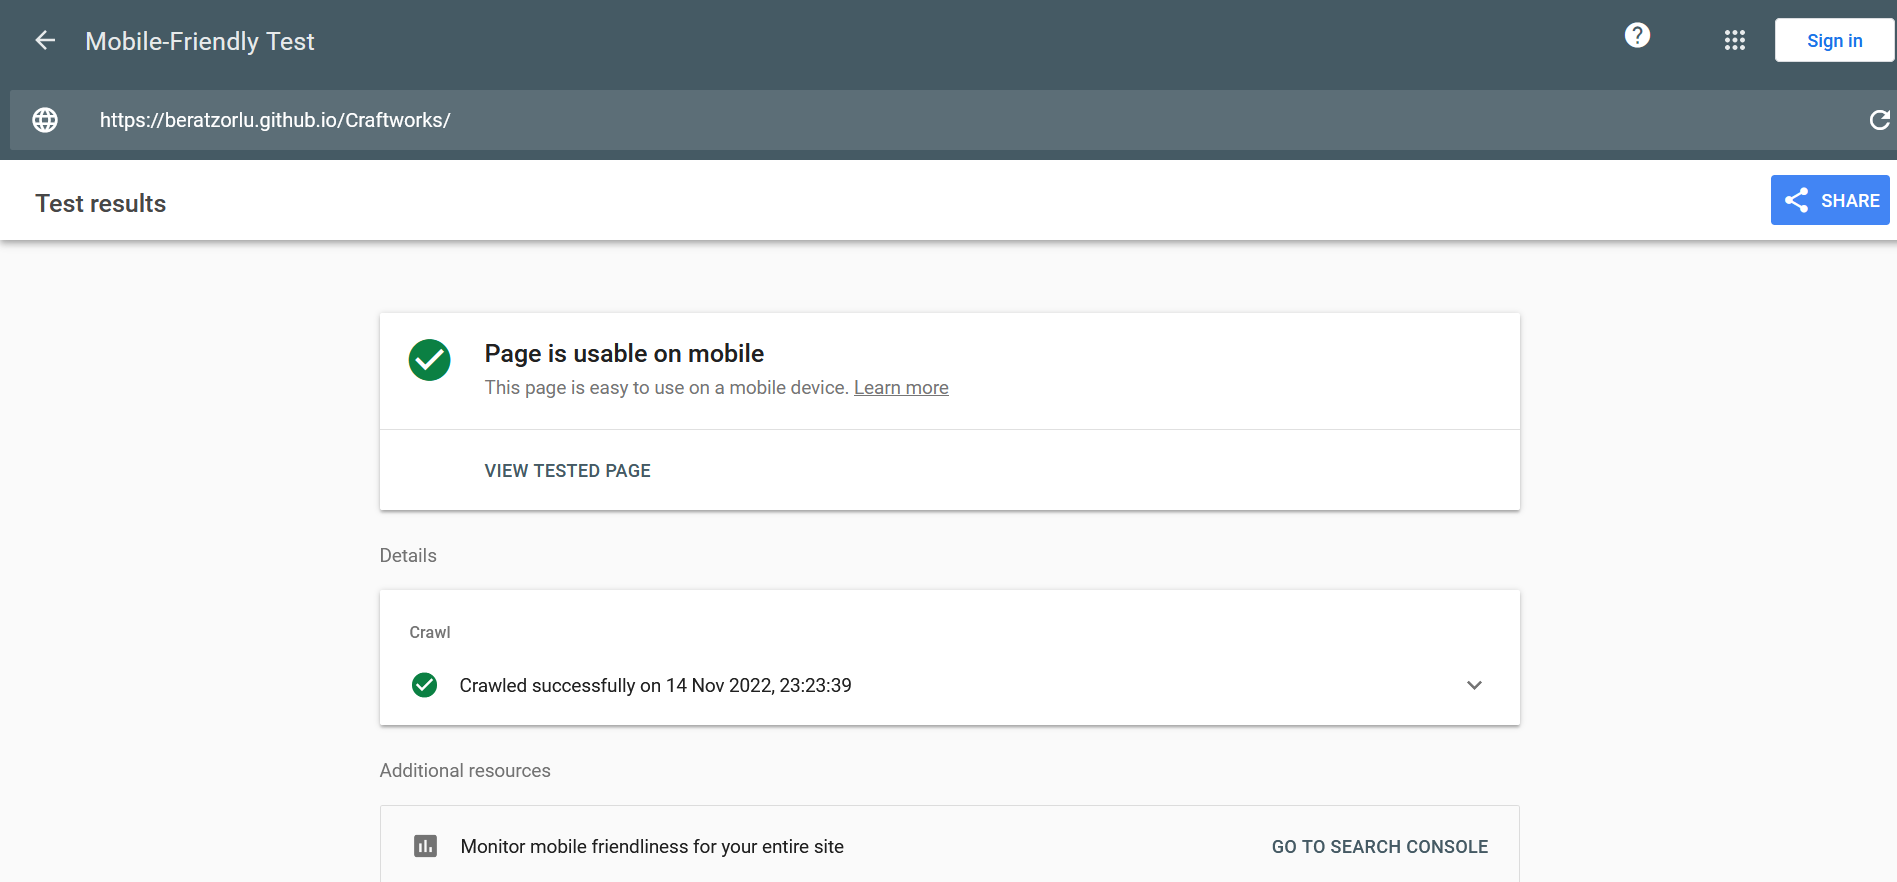 Mobile-Friendly Test
Sign in
https://beratzorlu.github.io/Craftworks/
Test results
SHARE
Page is usable on mobile
This page is easy to use on a mobile device. Learn more
VIEW TESTED PAGE
Details
Crawl
Crawled successfully on 14 Nov 2022, 23:23:39
Additional resources
Monitor mobile friendliness for your entire site
GO TO SEARCH CONSOLE